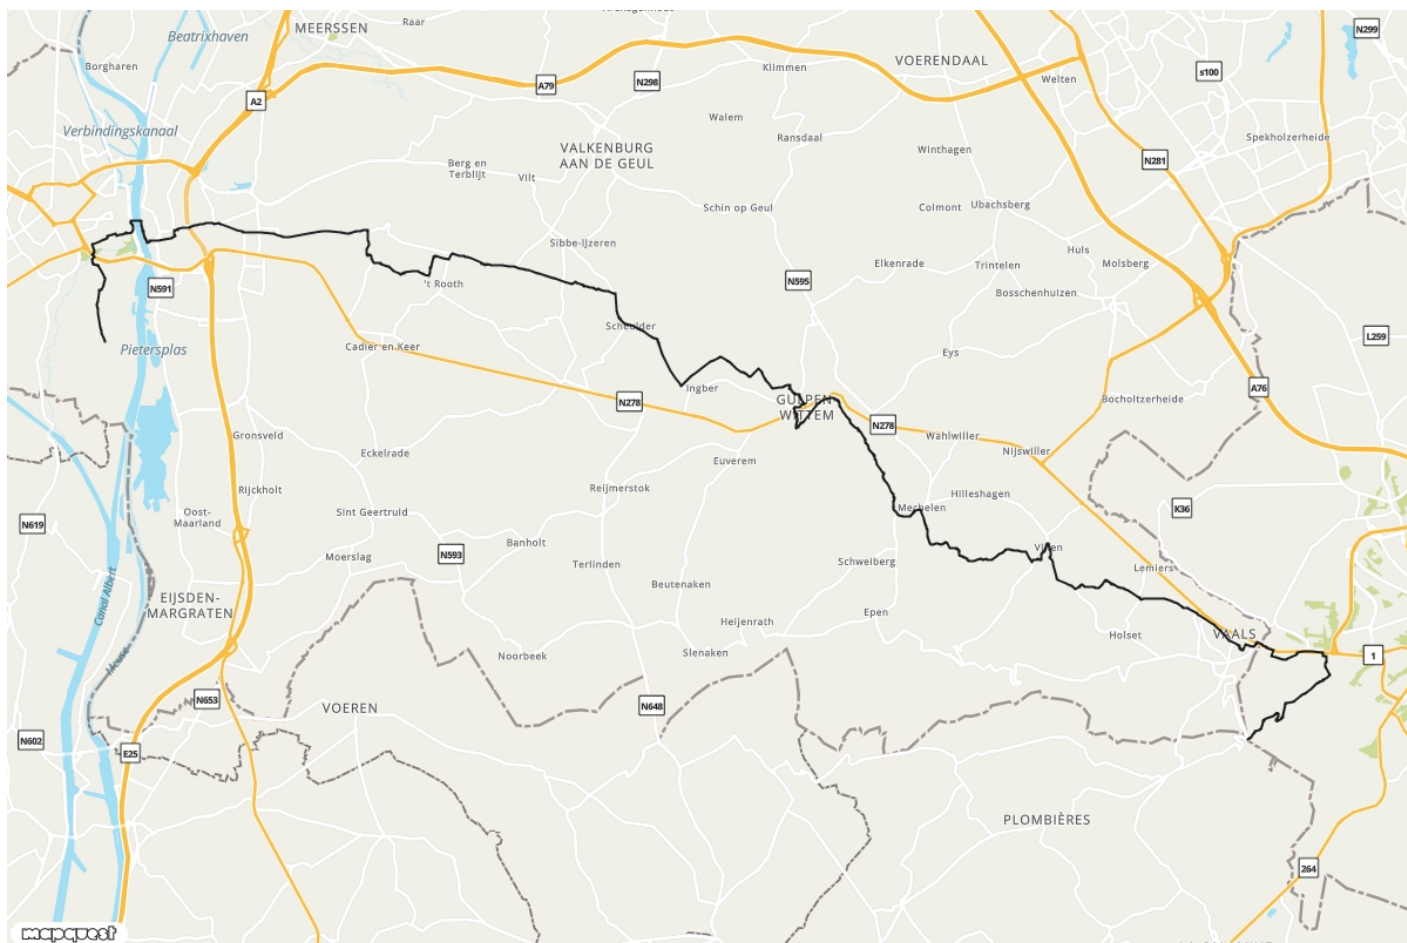 MEERSSEN
Raar
Beatrixhaven
N299
Borgharen
A79
N298
Klimmen
VOERENDAAL
Welten
s100
A2
Verbindingskanaal
Walem
Ransdaal
Spekholzerheide
Berg en
Terblijt
Vilt
VALKENBURG
AAN DE GEUL
Winthagen
N281
Schin op Geul
Colmont
Ubachsberg
Sibbe-IJzeren
Huls
Elkenrade
Trintelen
Molsberg
N591
't Rooth
N595
Bosschenhuizen
Scheulder
L259
Pietersplas
Cadier en Keer
Eys
Ingber
A76
N278
GULPEN-
WITTEM
Bocholtzerheide
N278
Gronsveld
Wahlwiller
Eckelrade
Nijswiller
Euverem
Rijckholt
Reijmerstok
Hilleshagen
Oost-
Maarland
Sint Geertruid
Mechelen
K36
N619
Moerslag
N593
Banholt
Vijlen
Terlinden
Schweiberg
Lemiers
Beutenaken
Canal Albert
EIJSDEN-
MARGRATEN
Epen
Heijenrath
Holset
VAALS
Meuse
Noorbeek
Slenaken
1
N653
VOEREN
N648
N602
E25
PLOMBIÈRES
264
mapquest